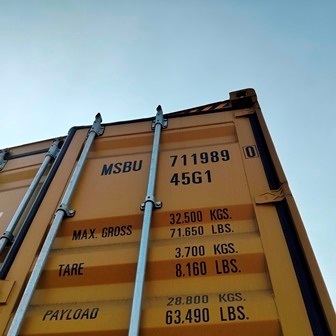 MSBU 711989 0
45G1
32.500 KGS.
MAX. GROSS 71.650 LBS.
3.700 KGS.
TARE 8,160 LBS.
28.800 KGS.
PAYLOAD 63.490 LBS.